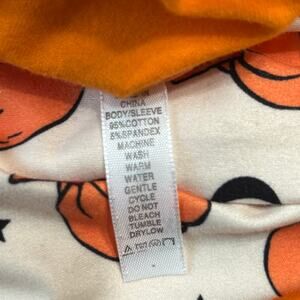 CHINA
BODY/SLEEVE
95%COTTON
5%SPANDEX
MACHINE
WASH
WARM
WATER
GENTLE
CYCLE
DO NOT
BLEACH
TUMBLE
DRYLOW